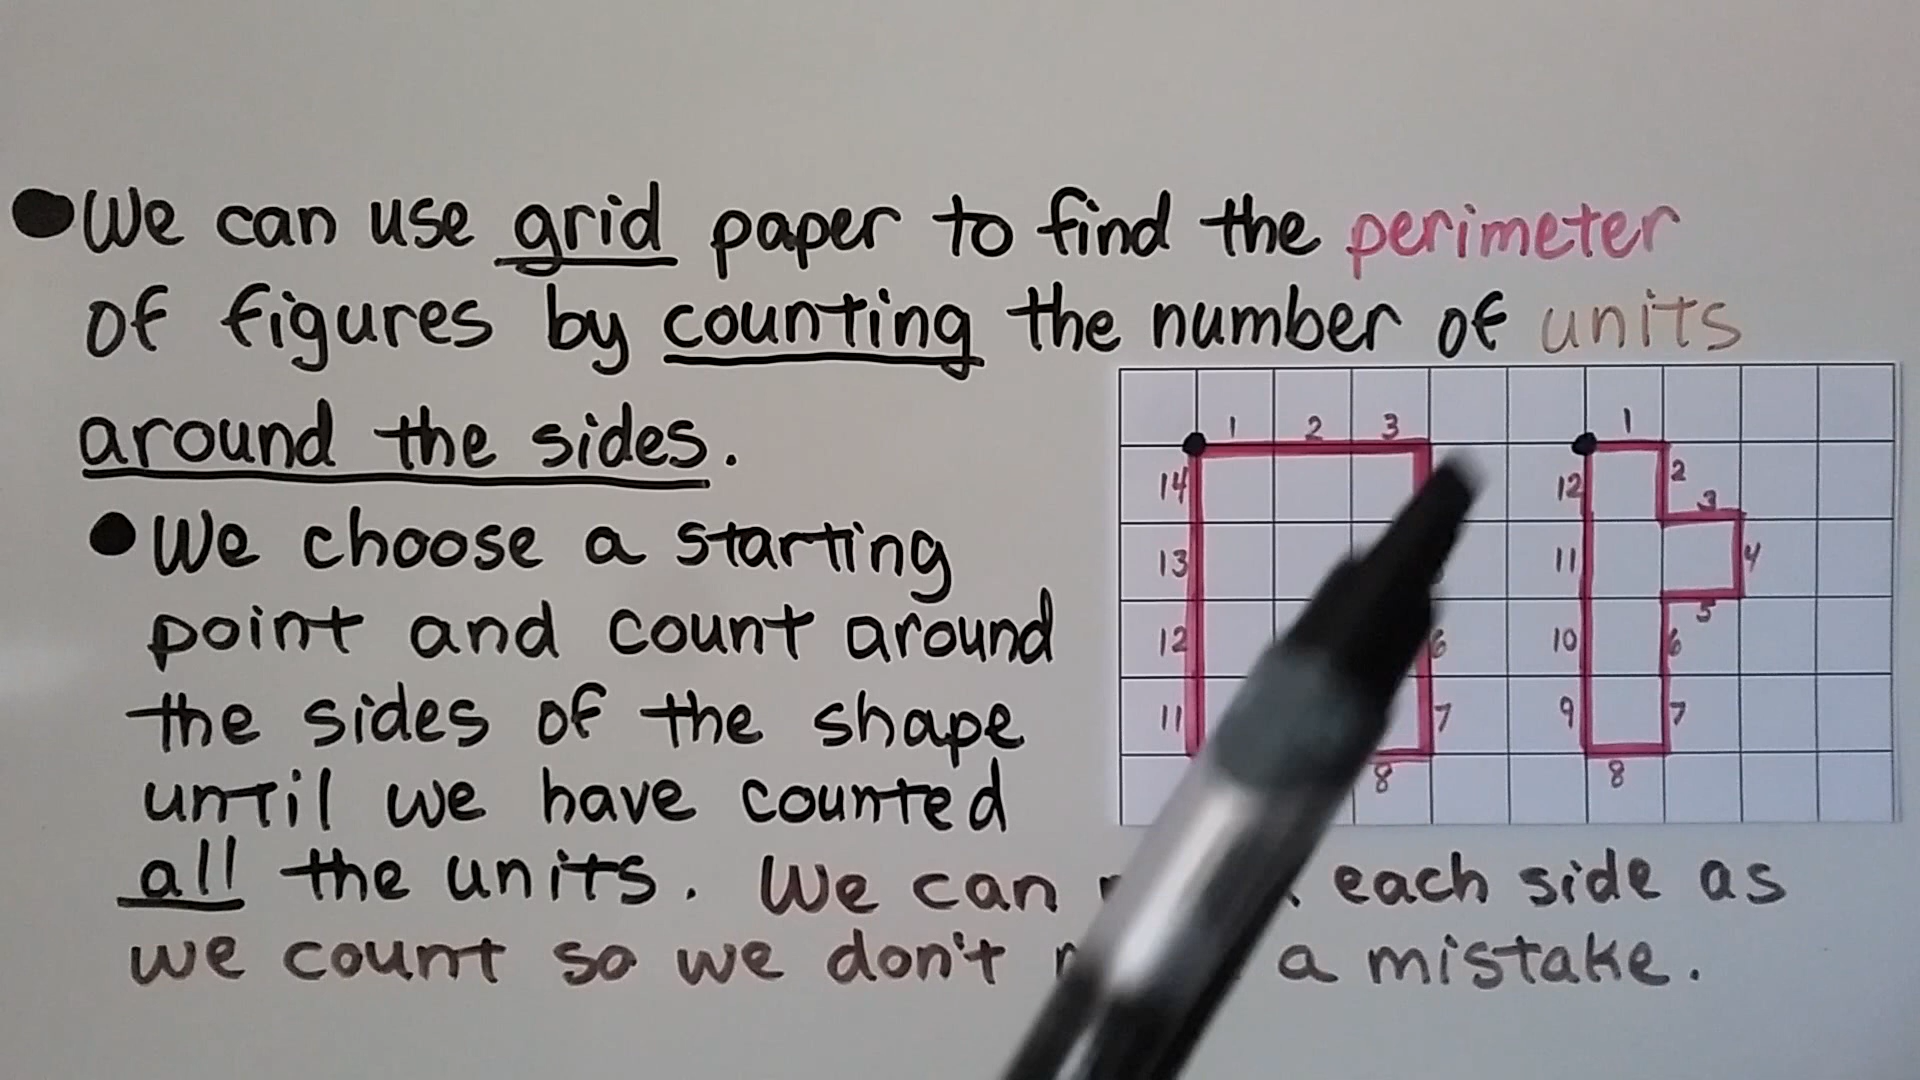 We can use grid paper to find the perimeter
of figures by counting the number of units
around the sides.
We choose a starting
point and count around
the sides of the shape
until we have counted
all the units. We can each side as
we count so we don't a mistake.
1 2 3
14
13
12 6
11 7
8
1
12 2
3
11 4
5
10 6
9 7
8